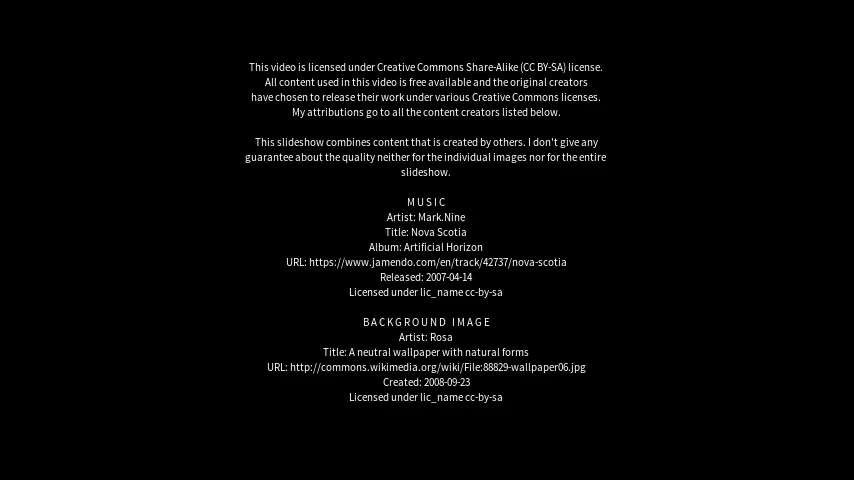 This video is licensed under Creative Commons Share-Alike (CC BY-SA) license.
All content used in this video is free available and the original creators
have chosen to release their work under various Creative Commons licenses.
My attributions go to all the content creators listed below.
This slideshow combines content that is created by others. I don't give any
guarantee about the quality neither for the individual images nor for the entire
slideshow.
MUSIC
Artist: Mark.Nine
Title: Nova Scotia
Album: Artificial Horizon
URL: https://www.jamendo.com/en/track/42737/nova-scotia
Released: 2007-04-14
Licensed under lic_name cc-by-sa
BACKGROUND IMAGE
Artist: Rosa
Title: A neutral wallpaper with natural forms
URL: http://commons.wikimedia.org/wiki/File:88829-wallpaper06.jpg
Created: 2008-09-23
Licensed under lic_name cc-by-sa